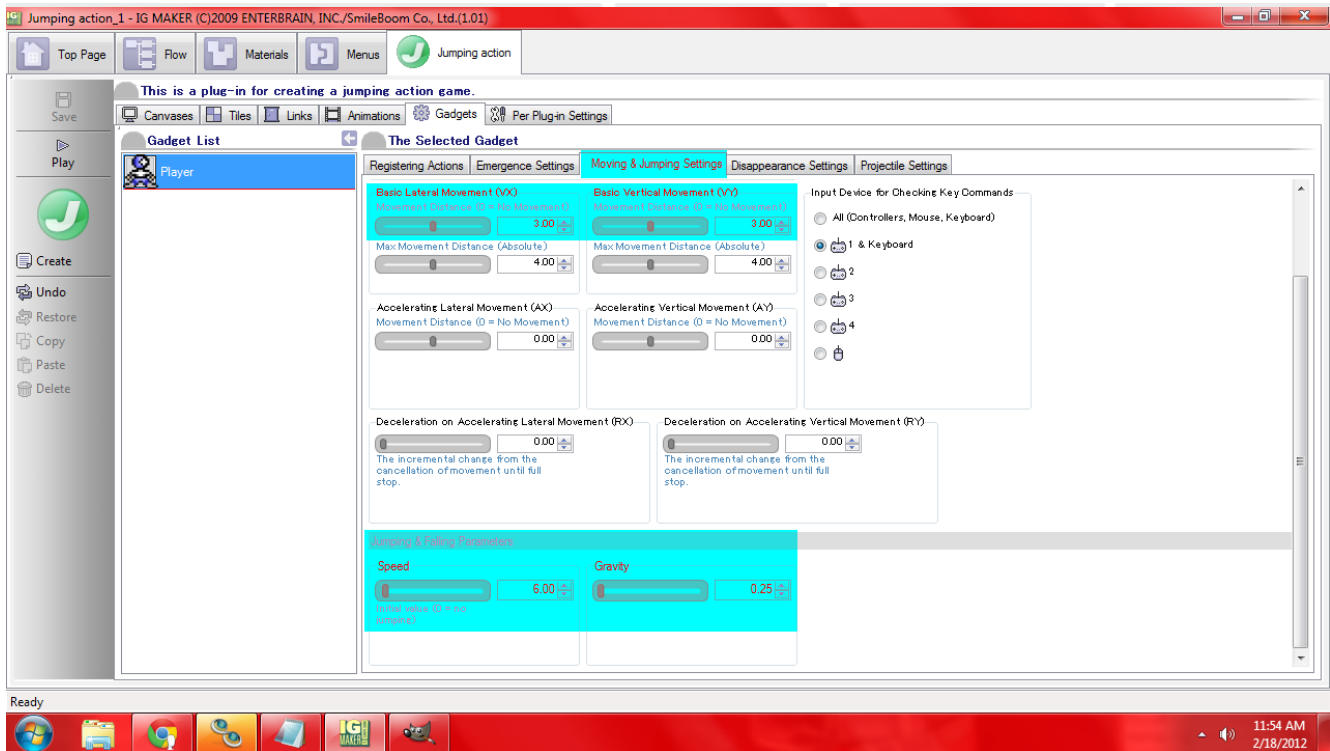 Jumping action_1 - IG MAKER (C)2009 ENTERBRAIN, INC./SmileBoom Co., Ltd.(1.01)
Top Page Flow Materials Menus Jumping action
This is a plug-in for creating a jumping action game.
Save
Canvases Tiles Links Animations Gadgets Per Plug-in Settings
Gadget List The Selected Gadget
Play
Player
Registering Actions Emergence Settings Moving & Jumping Settings Disappearance Settings Projectile Settings
Basic Lateral Movement (VX) Basic Vertical Movement (VY) Input Device for Checking Key Commands
Movement Distance (0 = No Movement) Movement Distance (0 = No Movement)
3.00 3.00 All (Controllers, Mouse, Keyboard)
Max Movement Distance (Absolute) Max Movement Distance (Absolute) 1 & Keyboard
Create
4.00 4.00 2
Undo
3
Restore
Accelerating Lateral Movement (AX) Accelerating Vertical Movement (AY)
Movement Distance (0 = No Movement) Movement Distance (0 = No Movement) 4
Copy
0.00 0.00
Paste
Delete
Deceleration on Accelerating Lateral Movement (RX) Deceleration on Accelerating Vertical Movement (RY)
0.00 0.00
The incremental change from the The incremental change from the
cancellation of movement until full cancellation of movement until full
stop. stop.
Jumping & Falling Parameters
Speed Gravity
6.00 0.25
Initial value (0 = no
jumping)
Ready
IG
MAKER
11:54 AM
2/18/2012